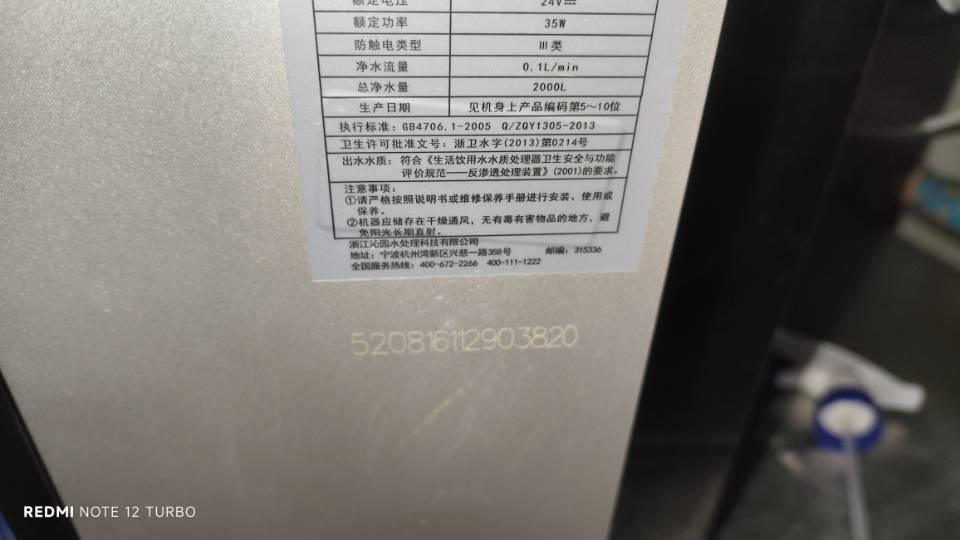 额定电压 24V
额定功率 35W
防触电类型 III类
净水流量 0.1L/min
总净水量 2000L
生产日期 见机身上产品编码第5~10位
执行标准：GB4706.1-2005 Q/ZQY1305-2013
卫生许可批准文号：浙卫水字(2013)第0214号
出水水质：符合《生活饮用水水质处理器卫生安全与功能
评价规范——反渗透处理装置》(2001)的要求。
注意事项：
①请严格按照说明书或维修保养手册进行安装、使用或
保养。
②机器应储存在干燥通风，无有毒有害物品的地方，避
免阳光长期直射。
浙江沁园水处理科技有限公司
地址：宁波杭州湾新区兴慈一路358号 邮编：315336
全国服务热线：400-672-2266 400-111-1222
520816112903820
REDMI NOTE 12 TURBO